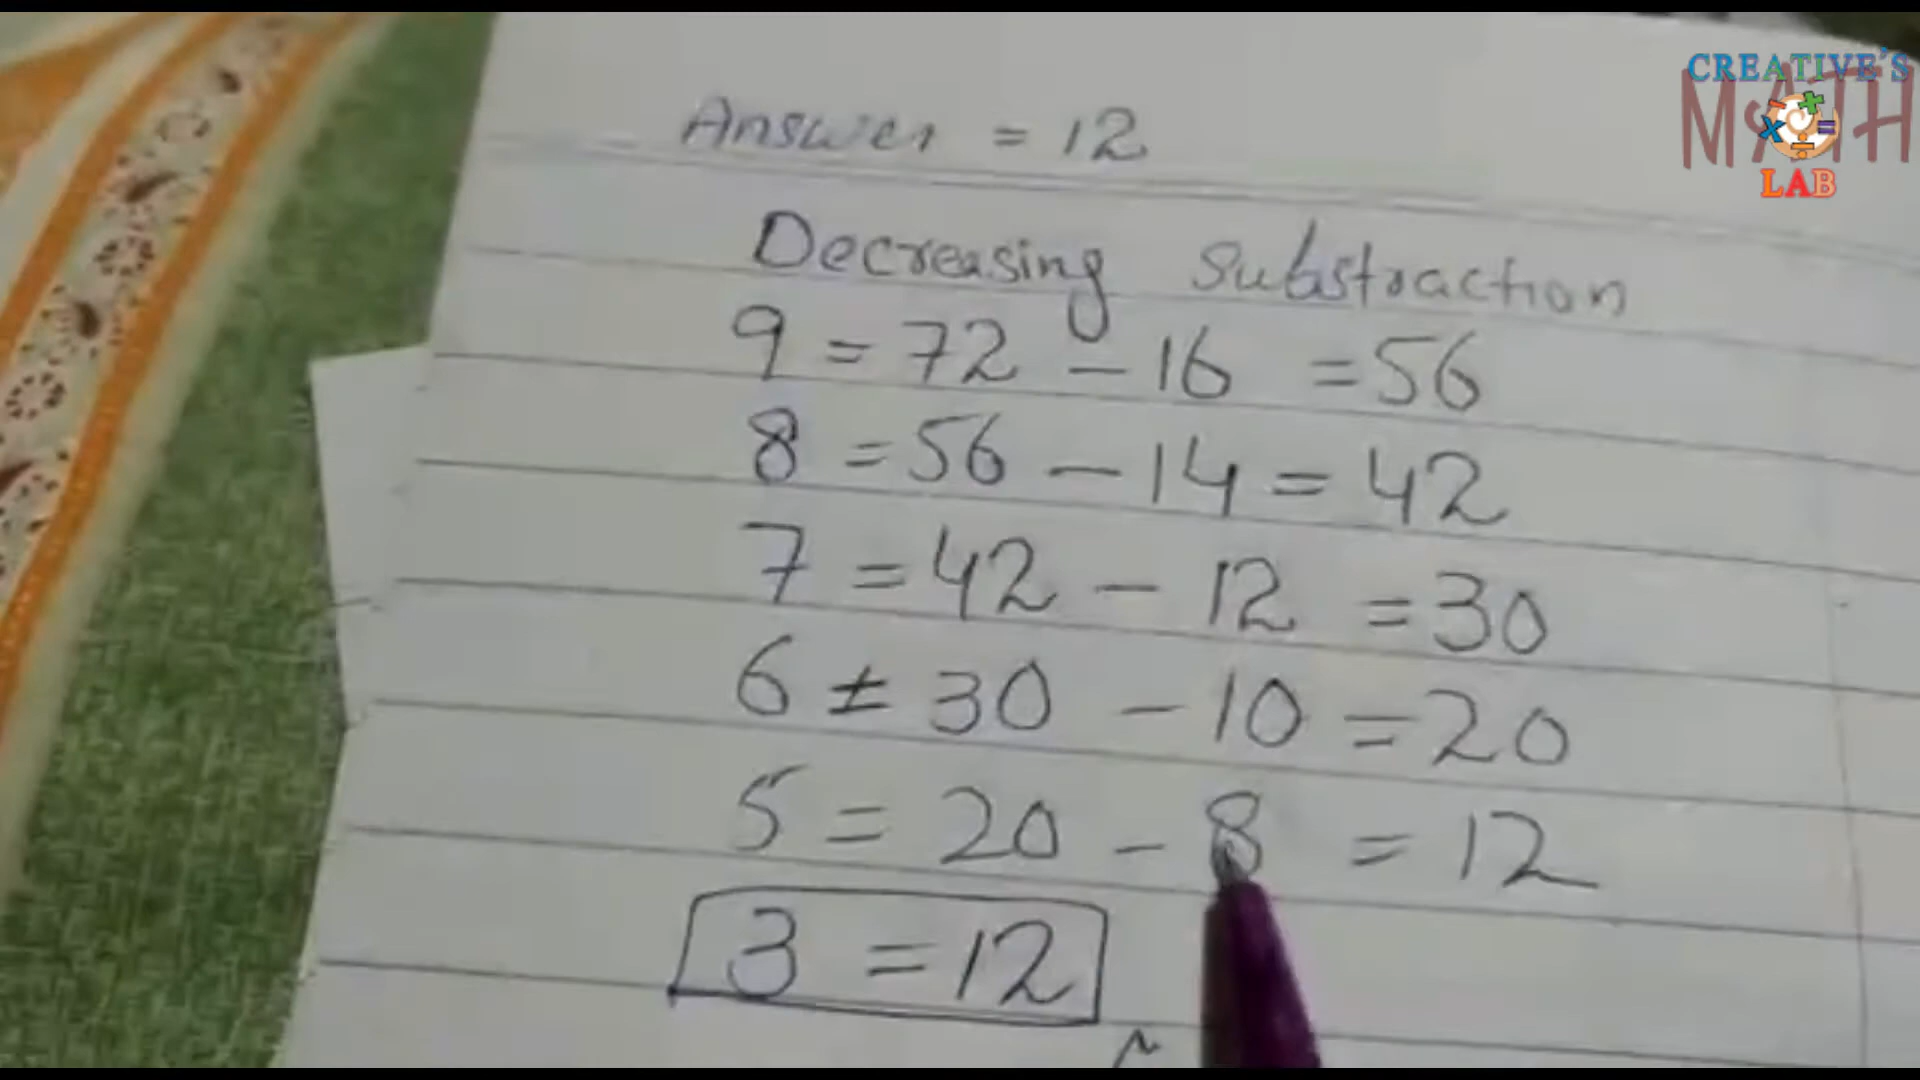 CREATIVE'S
MATH
LAB
Answer = 12
Decreasing Substraction
9 = 72 - 16 = 56
8 = 56 - 14 = 42
7 = 42 - 12 = 30
6 ± 30 - 10 = 20
5 = 20 - 8 = 12
3 = 12